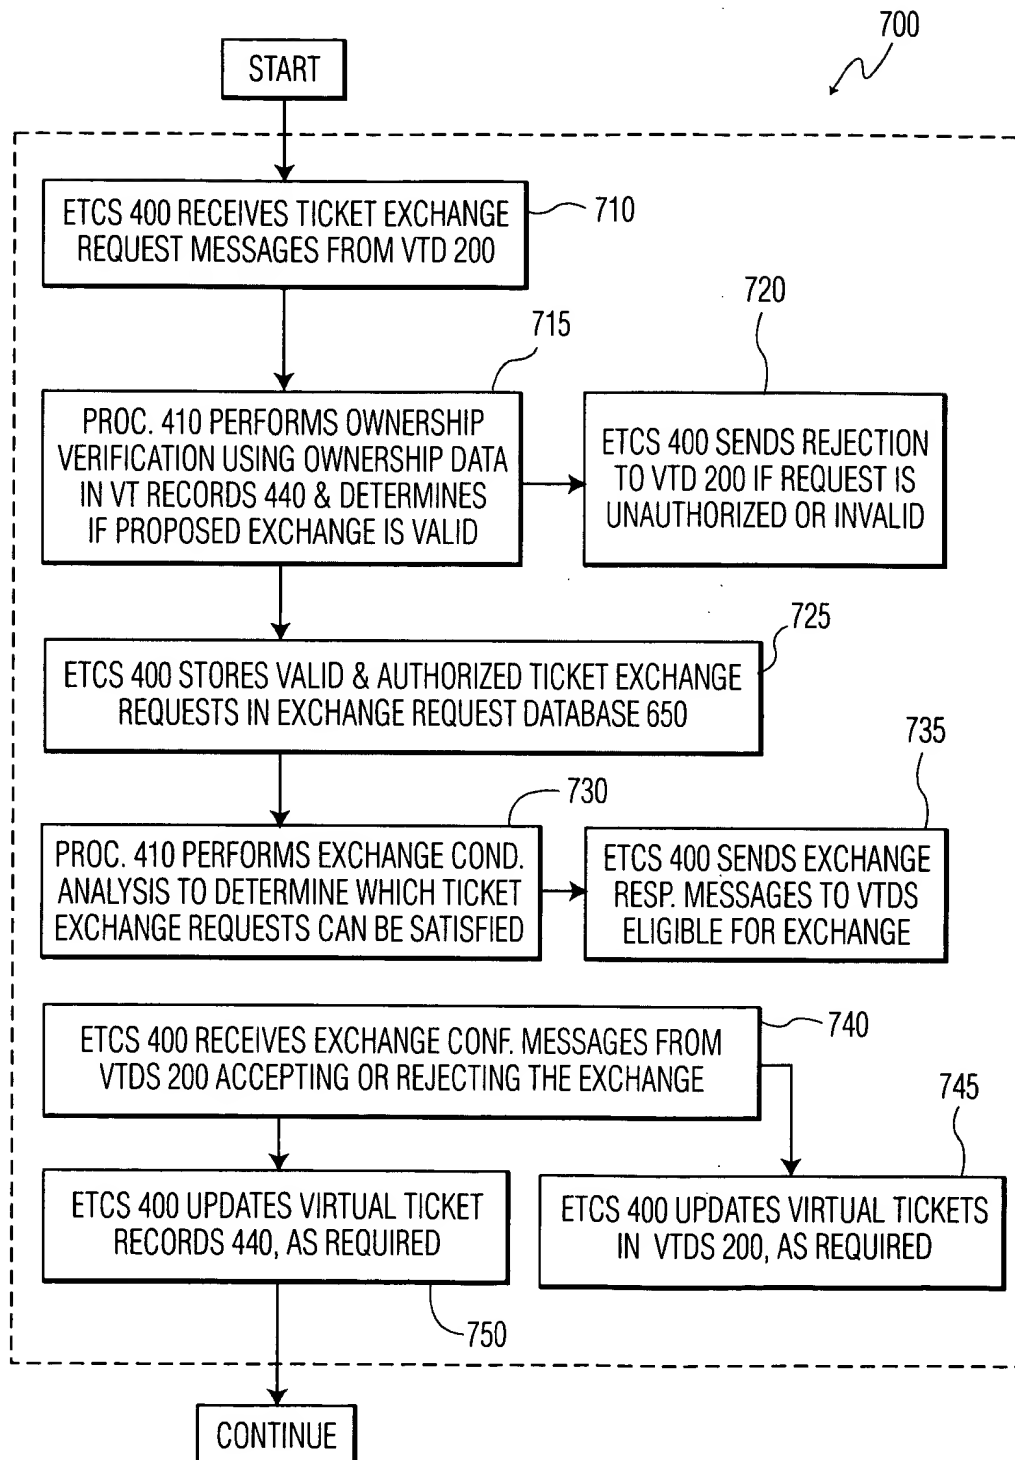 700
START
ETCS 400 RECEIVES TICKET EXCHANGE
REQUEST MESSAGES FROM VTD 200
710
720
715
PROC. 410 PERFORMS OWNERSHIP
VERIFICATION USING OWNERSHIP DATA
IN VT RECORDS 440 & DETERMINES
IF PROPOSED EXCHANGE IS VALID
ETCS 400 SENDS REJECTION
TO VTD 200 IF REQUEST IS
UNAUTHORIZED OR INVALID
725
ETCS 400 STORES VALID & AUTHORIZED TICKET EXCHANGE
REQUESTS IN EXCHANGE REQUEST DATABASE 650
735
730
PROC. 410 PERFORMS EXCHANGE COND.
ANALYSIS TO DETERMINE WHICH TICKET
EXCHANGE REQUESTS CAN BE SATISFIED
ETCS 400 SENDS EXCHANGE
RESP. MESSAGES TO VTDS
ELIGIBLE FOR EXCHANGE
740
ETCS 400 RECEIVES EXCHANGE CONF. MESSAGES FROM
VTDS 200 ACCEPTING OR REJECTING THE EXCHANGE
745
ETCS 400 UPDATES VIRTUAL TICKET
RECORDS 440, AS REQUIRED
ETCS 400 UPDATES VIRTUAL TICKETS
IN VTDS 200, AS REQUIRED
750
CONTINUE